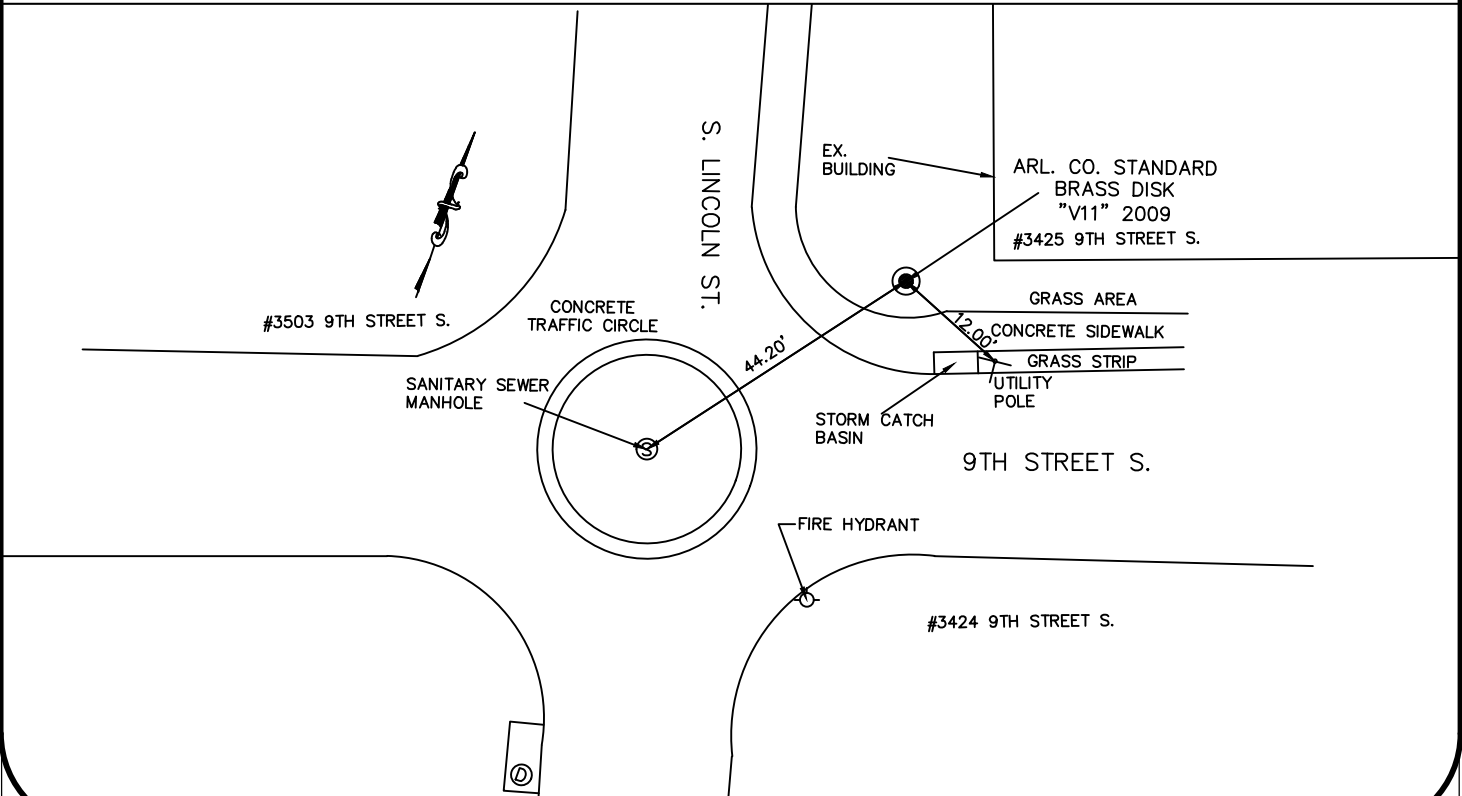 S. LINCOLN ST.
EX.
BUILDING
ARL. CO. STANDARD
BRASS DISK
"V11" 2009
#3425 9TH STREET S.
#3503 9TH STREET S.
CONCRETE
TRAFFIC CIRCLE
GRASS AREA
12.00'
CONCRETE SIDEWALK
44.20'
GRASS STRIP
SANITARY SEWER
MANHOLE
UTILITY
POLE
STORM CATCH
BASIN
S
9TH STREET S.
FIRE HYDRANT
#3424 9TH STREET S.
D